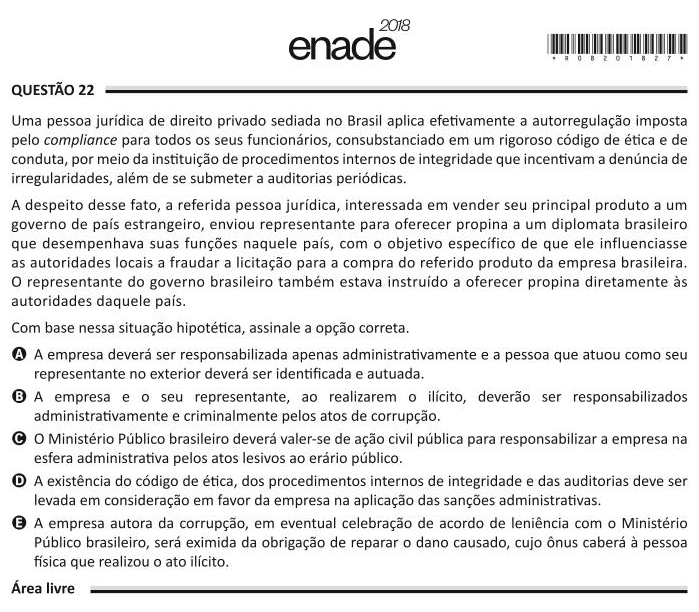 enade 2018
*R0820182 7*
QUESTÃO 22
Uma pessoa jurídica de direito privado sediada no Brasil aplica efetivamente a autorregulação imposta
pelo compliance para todos os seus funcionários, consubstanciado em um rigoroso código de ética e de
conduta, por meio da instituição de procedimentos internos de integridade que incentivam a denúncia de
irregularidades, além de se submeter a auditorias periódicas.
A despeito desse fato, a referida pessoa jurídica, interessada em vender seu principal produto a um
governo de país estrangeiro, enviou representante para oferecer propina a um diplomata brasileiro
que desempenhava suas funções naquele país, com o objetivo específico de que ele influenciasse
as autoridades locais a fraudar a licitação para a compra do referido produto da empresa brasileira.
O representante do governo brasileiro também estava instruído a oferecer propina diretamente às
autoridades daquele país.
Com base nessa situação hipotética, assinale a opção correta.
A A empresa deverá ser responsabilizada apenas administrativamente e a pessoa que atuou como seu
representante no exterior deverá ser identificada e autuada.
B A empresa e o seu representante, ao realizarem o ilícito, deverão ser responsabilizados
administrativamente e criminalmente pelos atos de corrupção.
C O Ministério Público brasileiro deverá valer-se de ação civil pública para responsabilizar a empresa na
esfera administrativa pelos atos lesivos ao erário público.
D A existência do código de ética, dos procedimentos internos de integridade e das auditorias deve ser
levada em consideração em favor da empresa na aplicação das sanções administrativas.
E A empresa autora da corrupção, em eventual celebração de acordo de leniência com o Ministério
Público brasileiro, será eximida da obrigação de reparar o dano causado, cujo ônus caberá à pessoa
física que realizou o ato ilícito.
Área livre